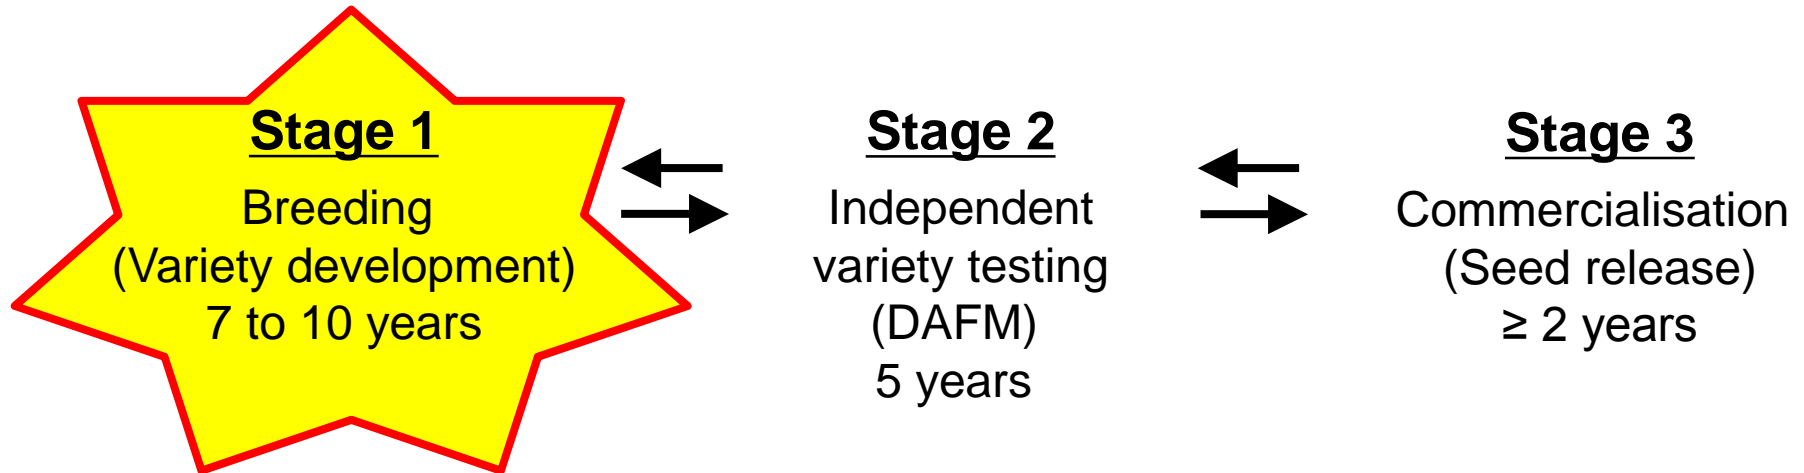 Stage 1
Breeding
(Variety development)
7 to 10 years
Stage 2
Independent
variety testing
(DAFM)
5 years
Stage 3
Commercialisation
(Seed release)
≥ 2 years